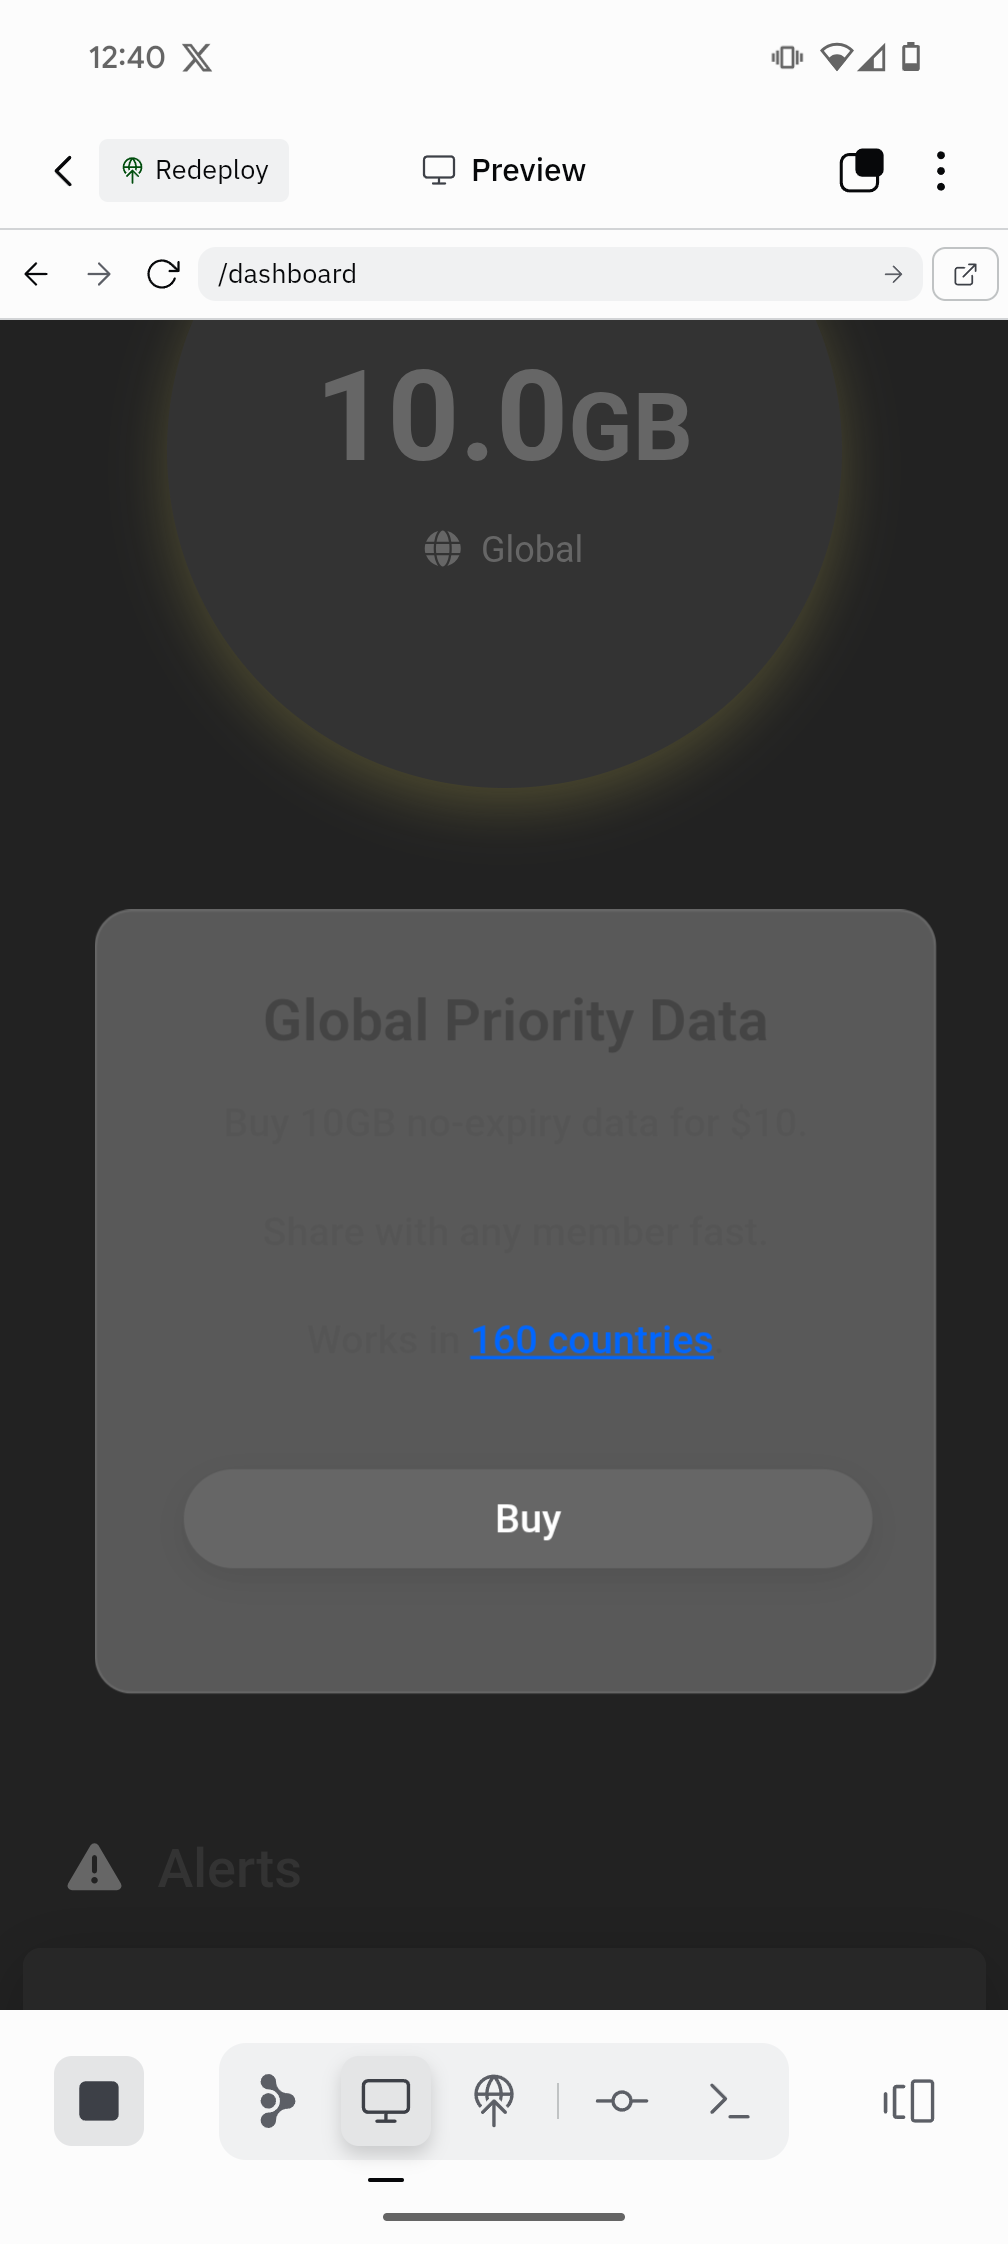 12:40
Redeploy
Preview
/dashboard
10.0GB
Global
Global Priority Data
Buy 10GB no-expiry data for $10.
Share with any member fast.
Works in 160 countries
Buy
Alerts